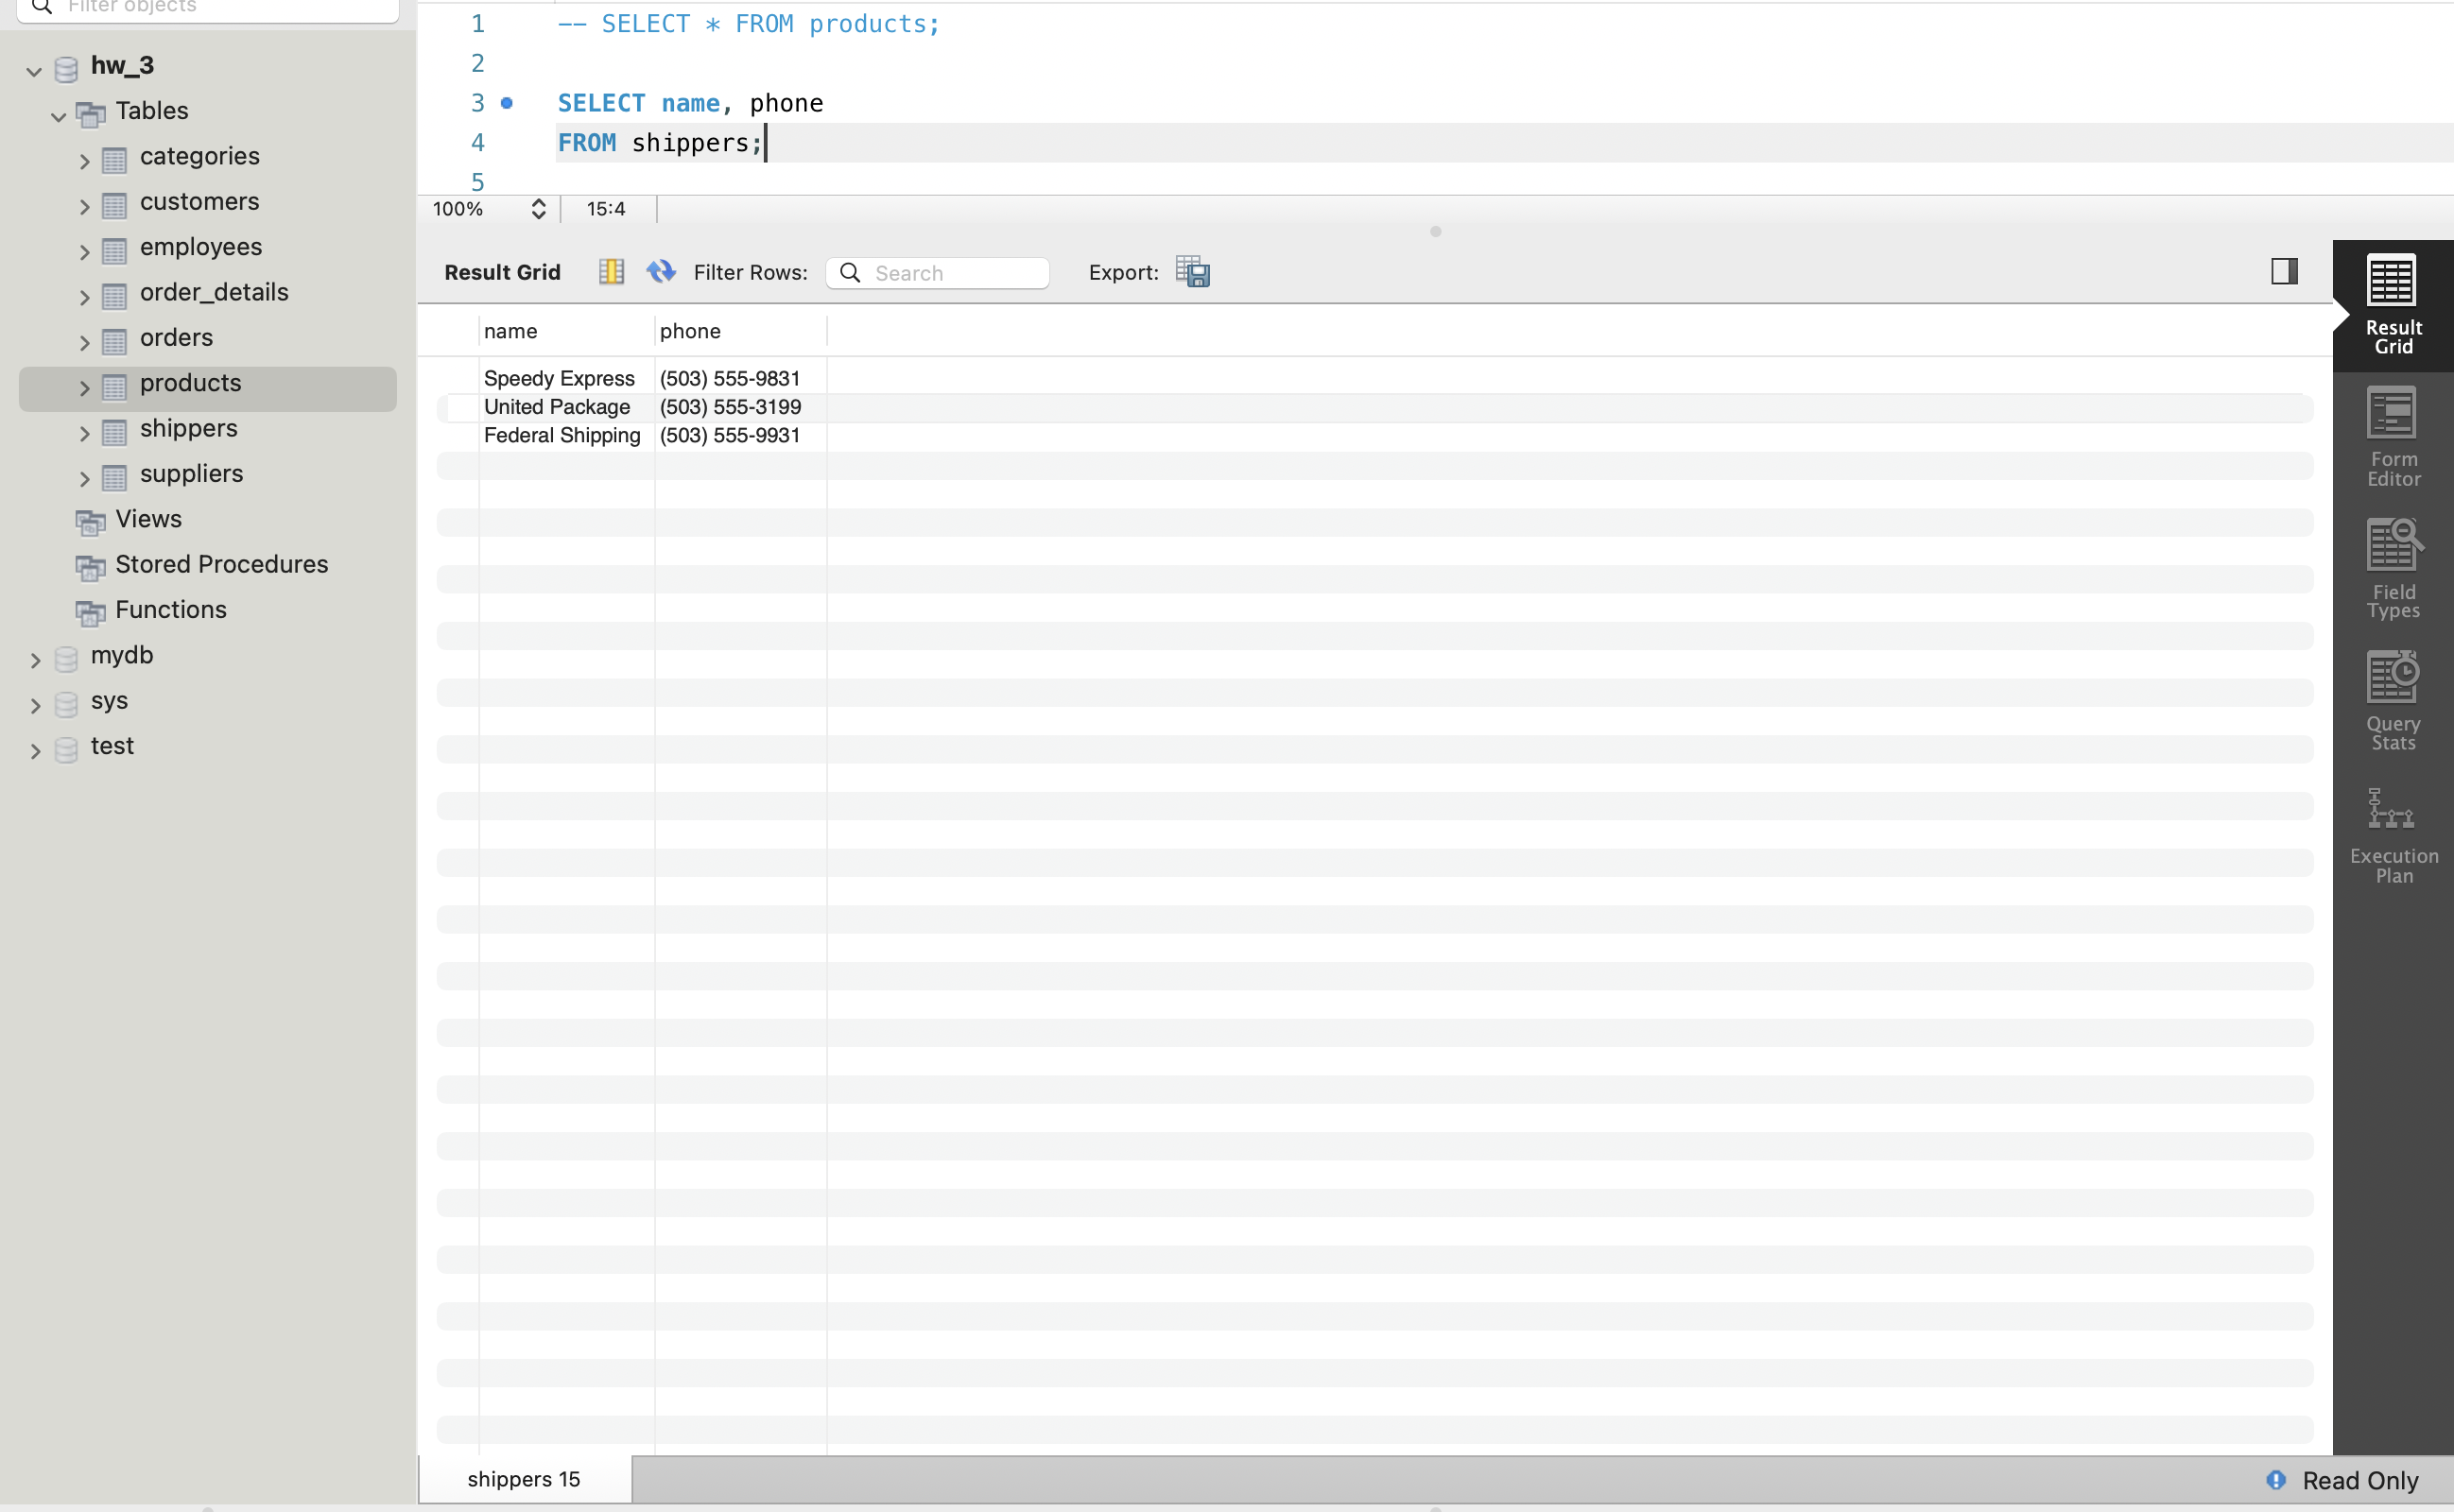 Filter objects
hw_3
Tables
categories
customers
employees
order_details
orders
products
shippers
suppliers
Views
Stored Procedures
Functions
mydb
sys
test
1 -- SELECT * FROM products;
2
3 SELECT name, phone
4 FROM shippers;
5
100% 15:4
Result Grid Filter Rows: Search Export:
name phone
Speedy Express (503) 555-9831
United Package (503) 555-3199
Federal Shipping (503) 555-9931
Result
Grid
Form
Editor
Field
Types
Query
Stats
Execution
Plan
shippers 15
Read Only